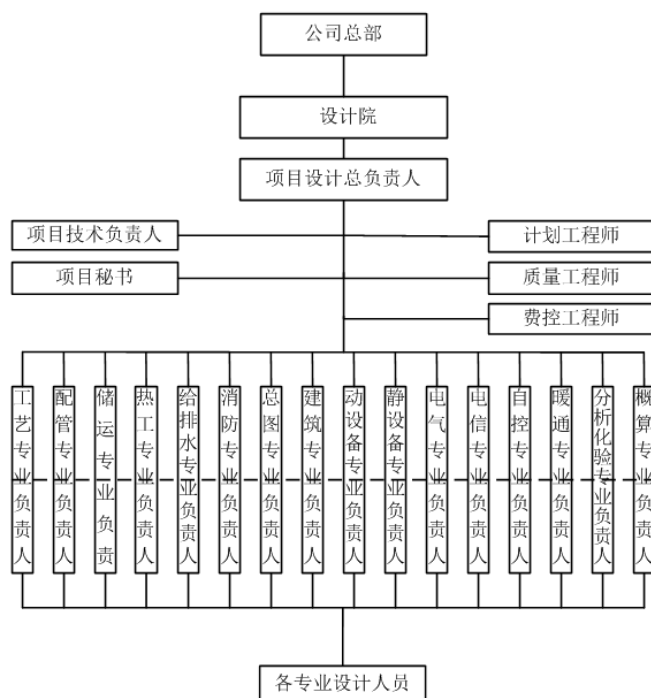 公司总部
设计院
项目设计总负责人
项目技术负责人
计划工程师
项目秘书
质量工程师
费控工程师
工艺专业负责人
配管专业负责人
储运专业负责
热工专业负责人
给排水专业负责人
消防专业负责人
总图专业负责人
建筑专业负责人
动设备专业负责人
静设备专业负责人
电气专业负责人
电信专业负责人
自控专业负责人
暖通专业负责人
分析化验专业负责人
概算专业负责人
各专业设计人员